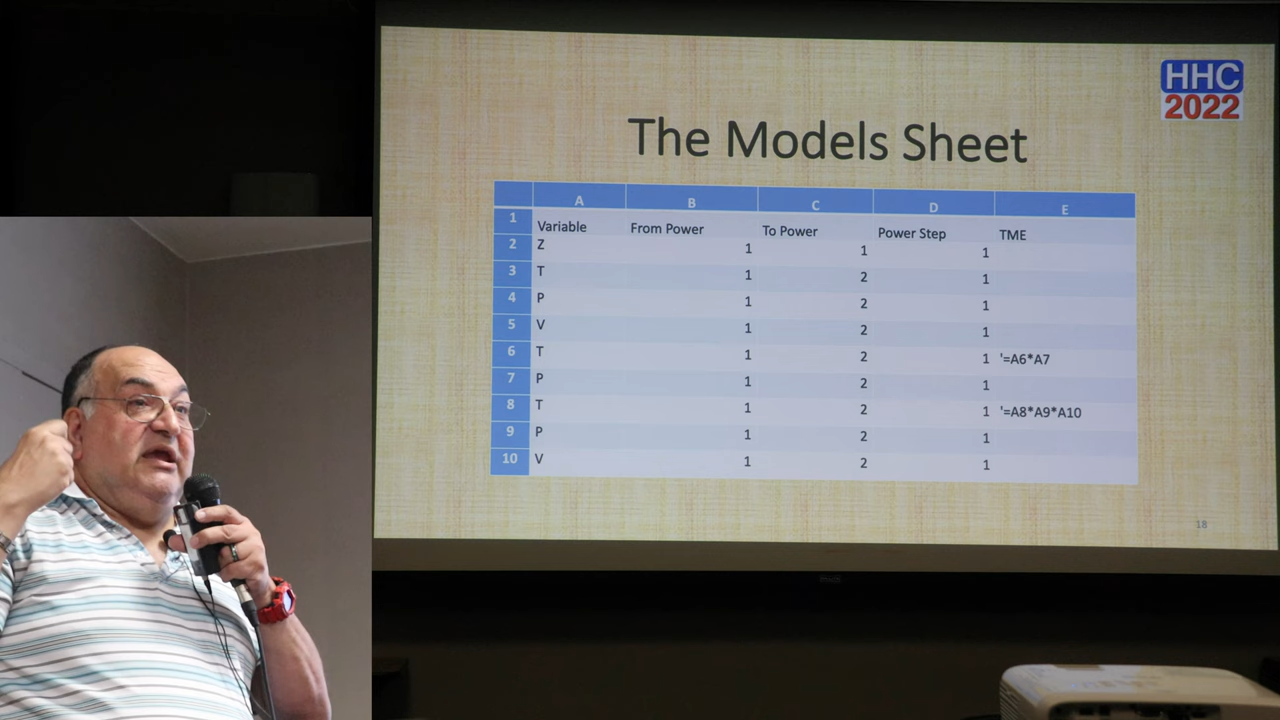 HHC
2022
The Models Sheet
A B C D E
1 Variable From Power To Power Power Step TME
2 Z 1 1 1
3 T 1 2 1
4 P 1 2 1
5 V 1 2 1
6 T 1 2 1 '=A6*A7
7 P 1 2 1
8 T 1 2 1 '=A8*A9*A10
9 P 1 2 1
10 V 1 2 1
18